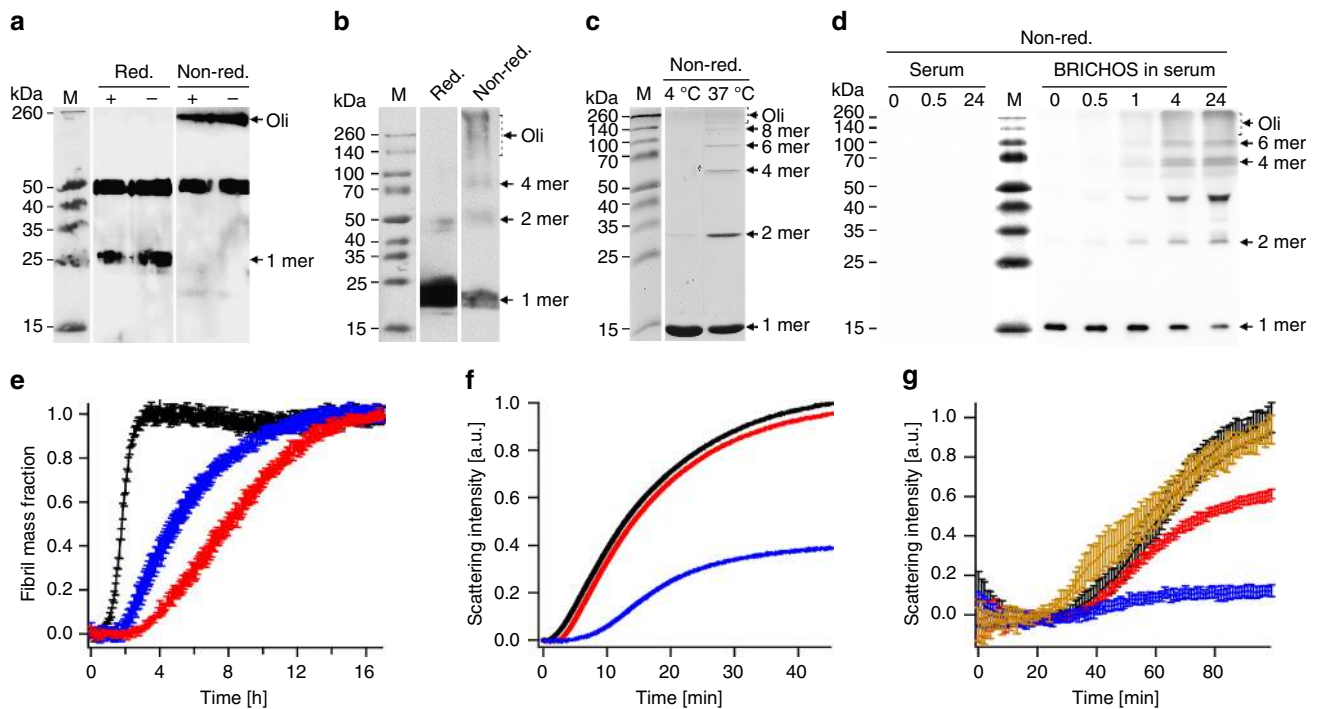 a
Red.
Non-red.
kDa
M
+
−
+
−
260
Oli
50
40
35
25
1 mer
15
b
kDa
M
Red.
Non-red.
260
Oli
140
100
70
4 mer
50
2 mer
40
35
25
1 mer
15
c
Non-red.
kDa
M
4 °C
37 °C
260
Oli
140
8 mer
100
6 mer
70
4 mer
50
40
35
2 mer
25
15
1 mer
d
Non-red.
Serum
BRICHOS in serum
kDa
0
0.5
24
M
0
0.5
1
4
24
260
140
Oli
100
6 mer
70
4 mer
50
40
35
2 mer
25
15
1 mer
e
Fibril mass fraction
1.0
0.8
0.6
0.4
0.2
0.0
0
4
8
12
16
Time [h]
f
Scattering intensity [a.u.]
1.0
0.8
0.6
0.4
0.2
0.0
0
10
20
30
40
Time [min]
g
Scattering intensity [a.u.]
1.0
0.8
0.6
0.4
0.2
0.0
0
20
40
60
80
Time [min]